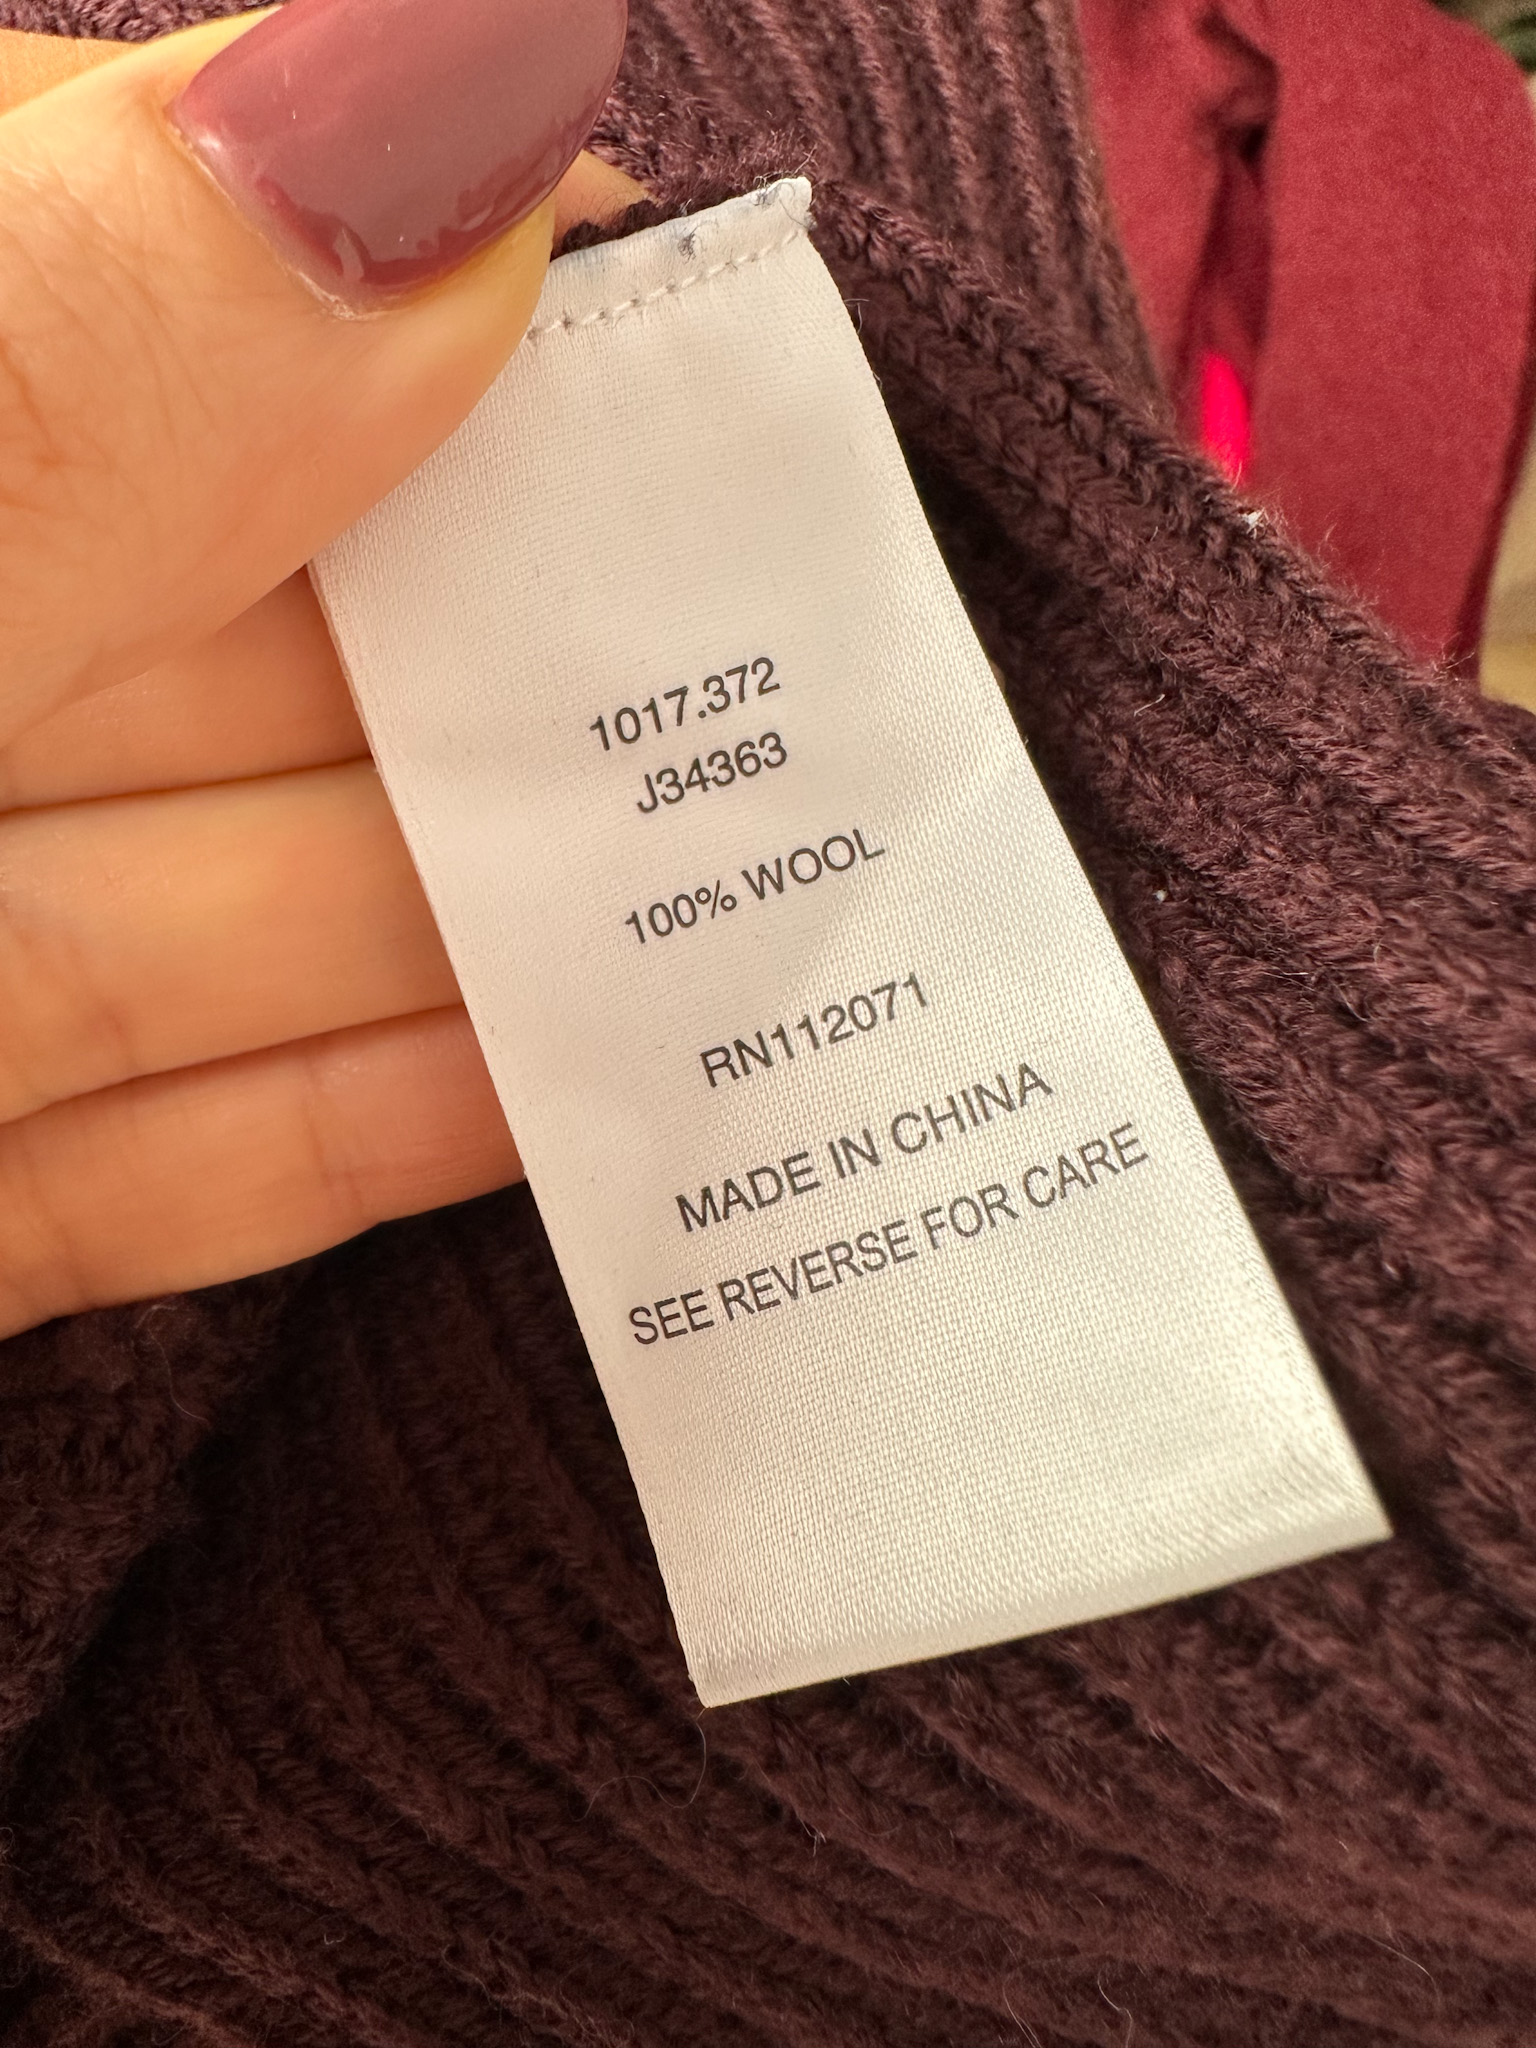 1017.372
J34363
100% WOOL
RN112071
MADE IN CHINA
SEE REVERSE FOR CARE